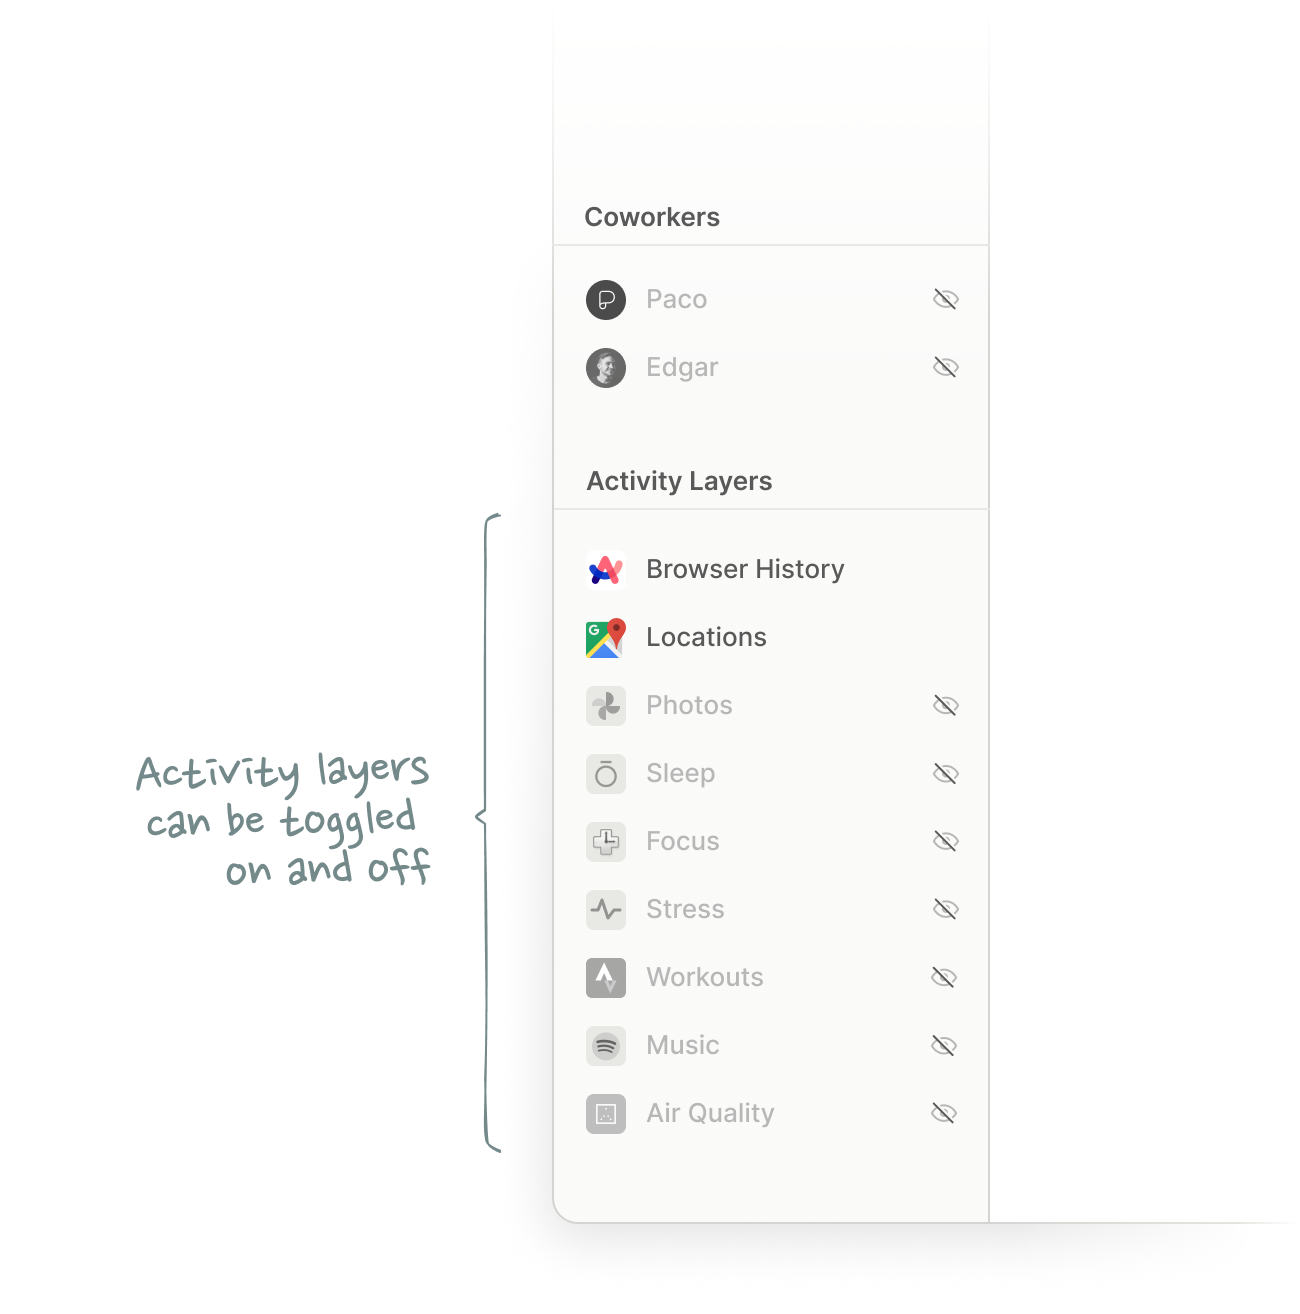 Coworkers
Paco
Edgar
Activity Layers
Browser History
G
Locations
Photos
Sleep
Focus
Stress
Workouts
Music
Air Quality
Activity layers
can be toggled
on and off